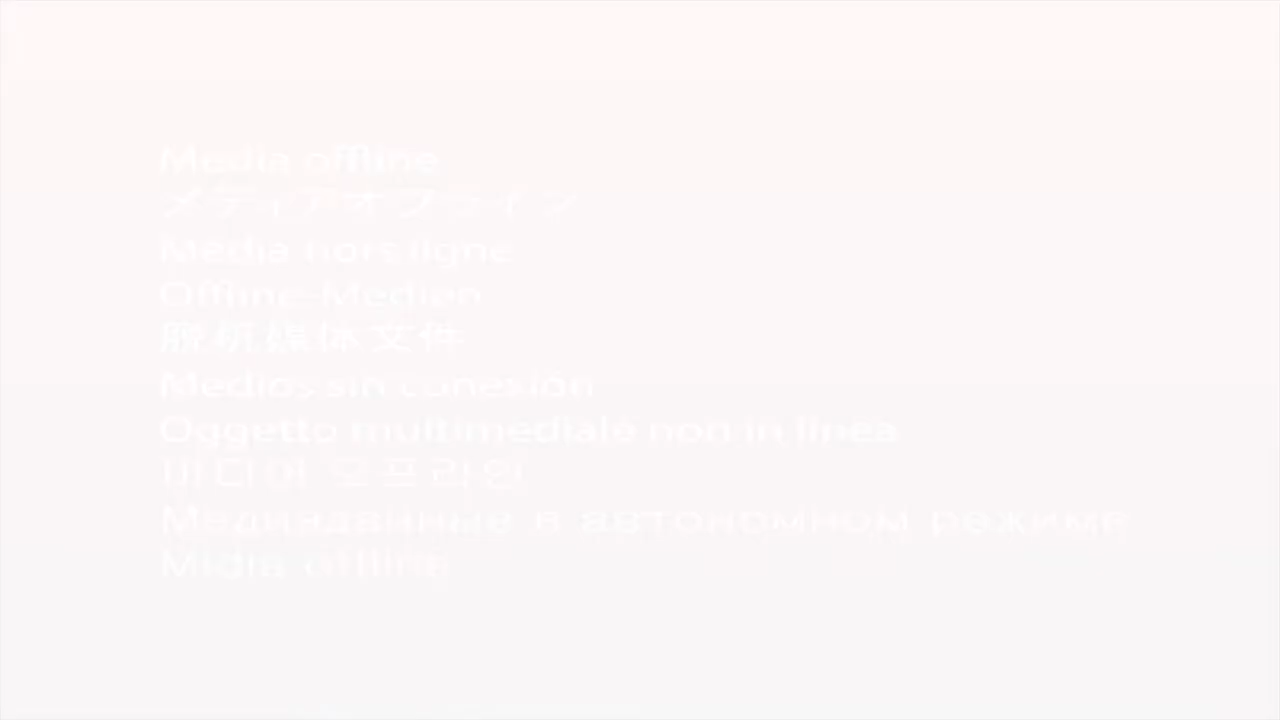 Media offline
メディアオフライン
Média hors ligne
Offline-Medien
脱机媒体文件
Medios sin conexión
Oggetto multimediale non in linea
미디어 오프라인
Медиаданные в автономном режиме
Mídia offline